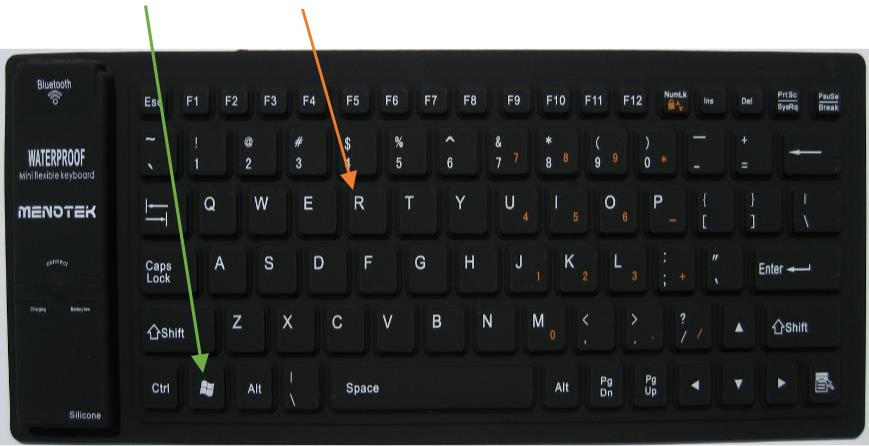 Bluetooth
WATERPROOF
Mini flexible keyboard
MENOTEK
connect
Charging Battery low
Silicone
Esc F1 F2 F3 F4 F5 F6 F7 F8 F9 F10 F11 F12 NumLk Ins Del PrtSc SysRq PauSe Break
~ ` ! 1 @ 2 # 3 $ 4 % 5 ^ 6 & 7 7 * 8 8 ( 9 9 ) 0 * — - + = ←
Q W E R T Y U 4 I 5 O 6 P - { [ } ] | \
Caps Lock A S D F G H J 1 K 2 L 3 : ; + " ' Enter
⇧Shift Z X C V B N M 0 < , > . . ? / / ▲ ⇧Shift
Ctrl Alt | \ Space Alt Pg Dn Pg Up ◄ ▼ ►